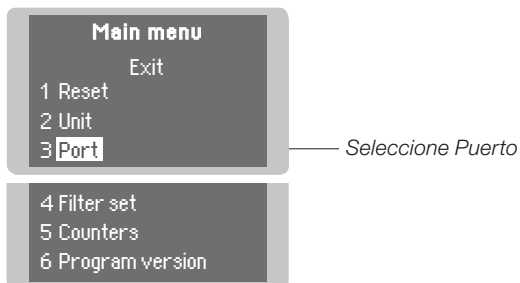 Main menu
Exit
1 Reset
2 Unit
3 Port
Seleccione Puerto
4 Filter set
5 Counters
6 Program version